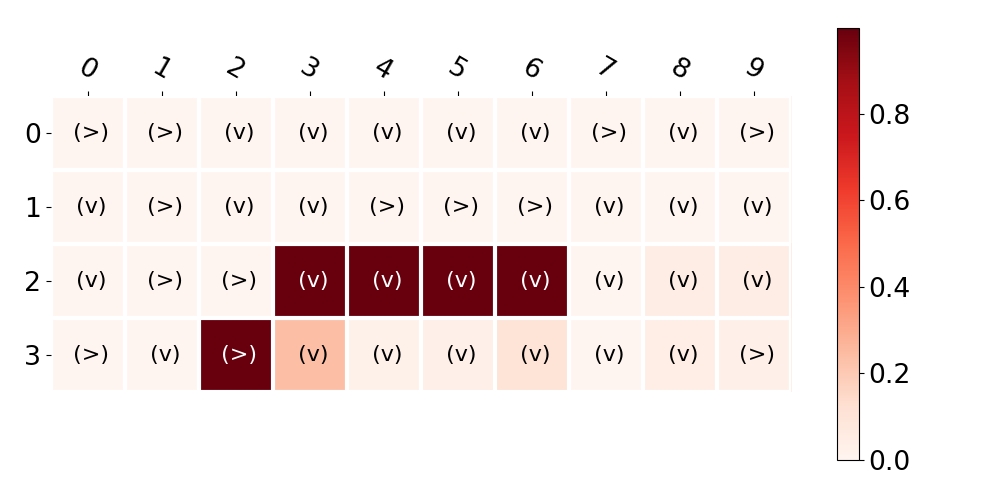 0 1 2 3 4 5 6 7 8 9
0 (>) (>) (v) (v) (v) (v) (v) (>) (v) (>)
1 (v) (>) (v) (v) (>) (>) (>) (v) (v) (v)
2 (v) (>) (>) (v) (v) (v) (v) (v) (v) (v)
3 (>) (v) (>) (v) (v) (v) (v) (v) (v) (>)
0.8
0.6
0.4
0.2
0.0